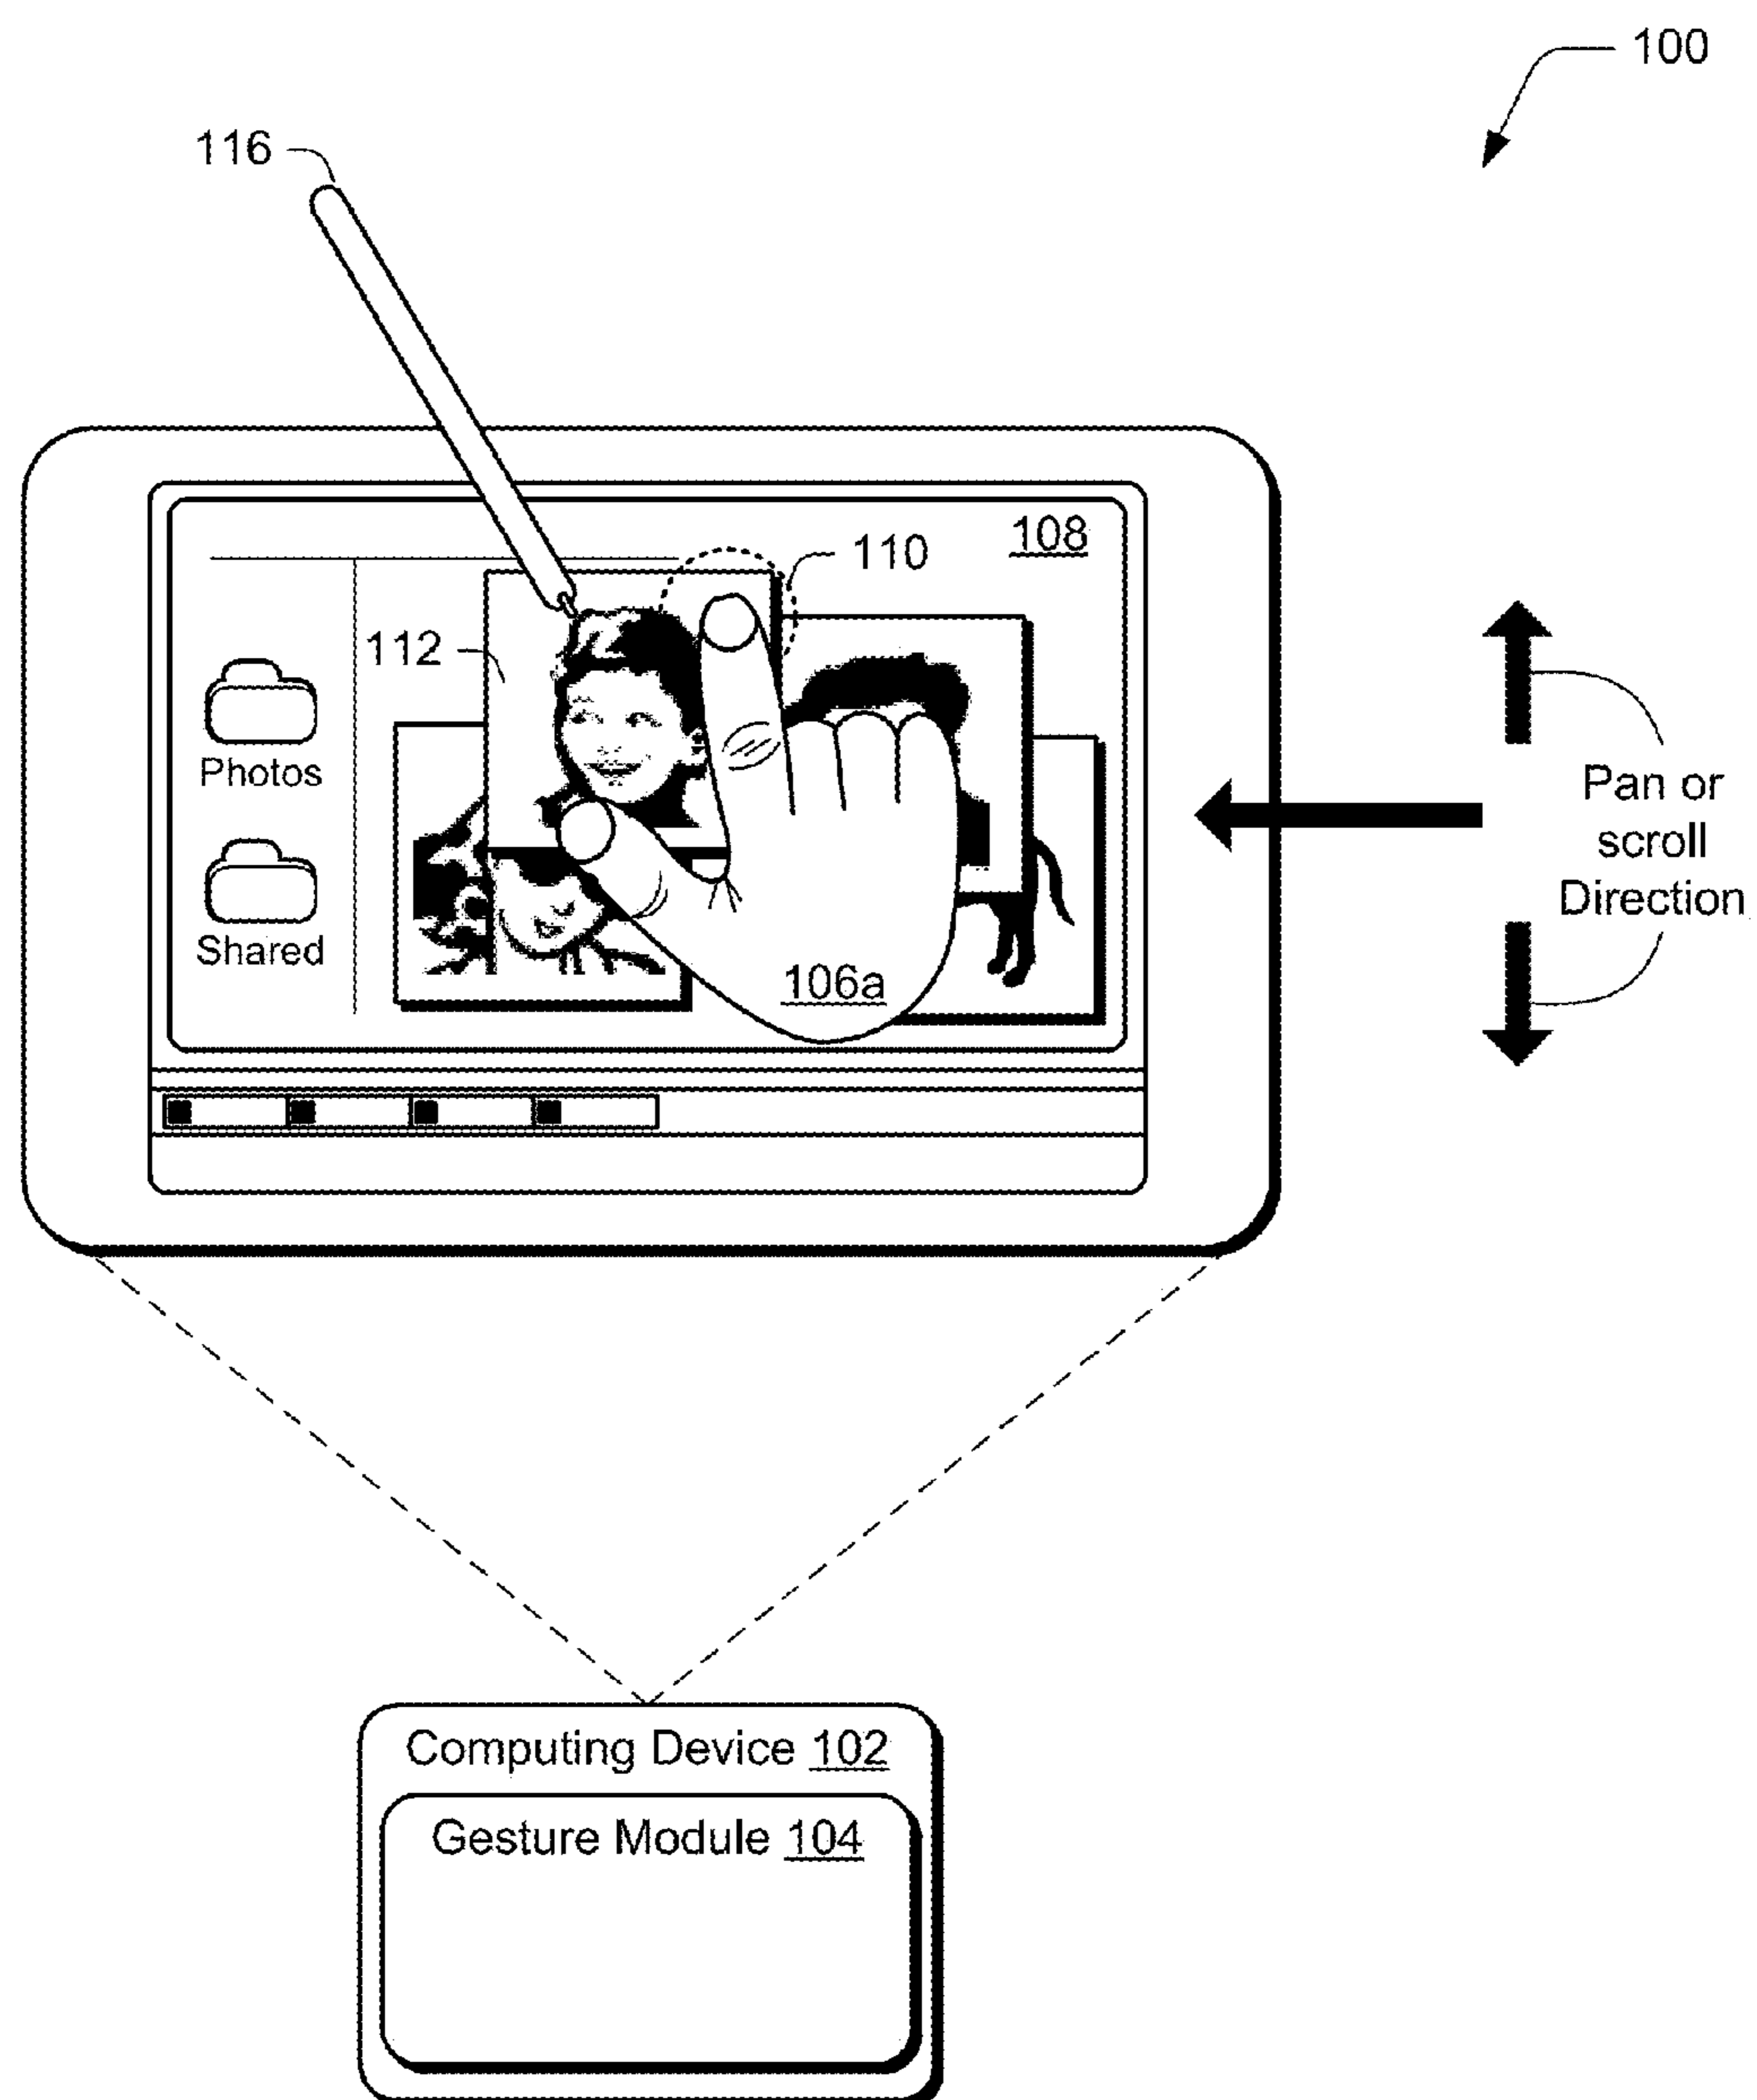 100
116
108
110
112
Photos
Shared
106a
Pan or
scroll
Direction
Computing Device 102
Gesture Module 104